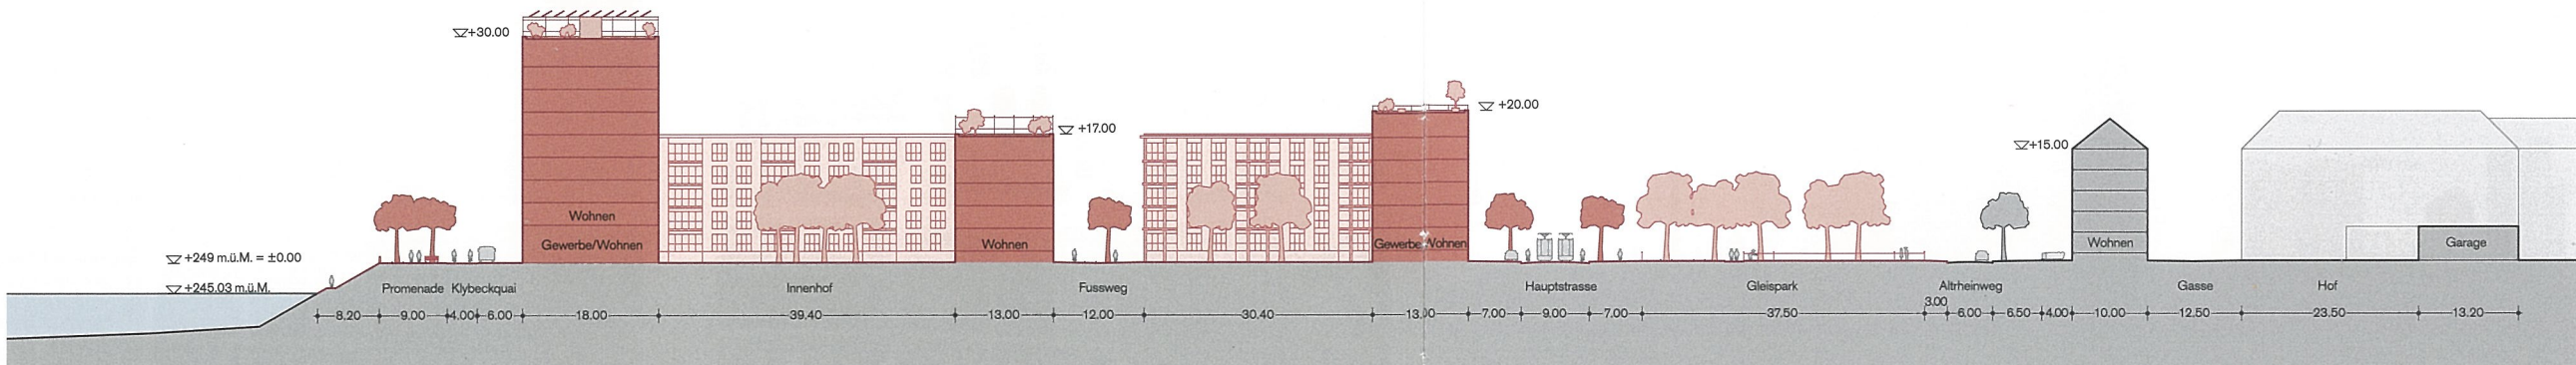 +30.00
+17.00
+20.00
+15.00
Wohnen
Gewerbe/Wohnen
Wohnen
Gewerbe/Wohnen
Wohnen
Garage
+249 m.ü.M. = ±0.00
+245.03 m.ü.M.
Promenade Klybeckquai Innenhof Fussweg Hauptstrasse Gleispark Altrheinweg Gasse Hof
8.20 9.00 4.00 6.00 18.00 39.40 13.00 12.00 30.40 13.00 7.00 9.00 7.00 37.50 3.00 6.00 6.50 4.00 10.00 12.50 23.50 13.20